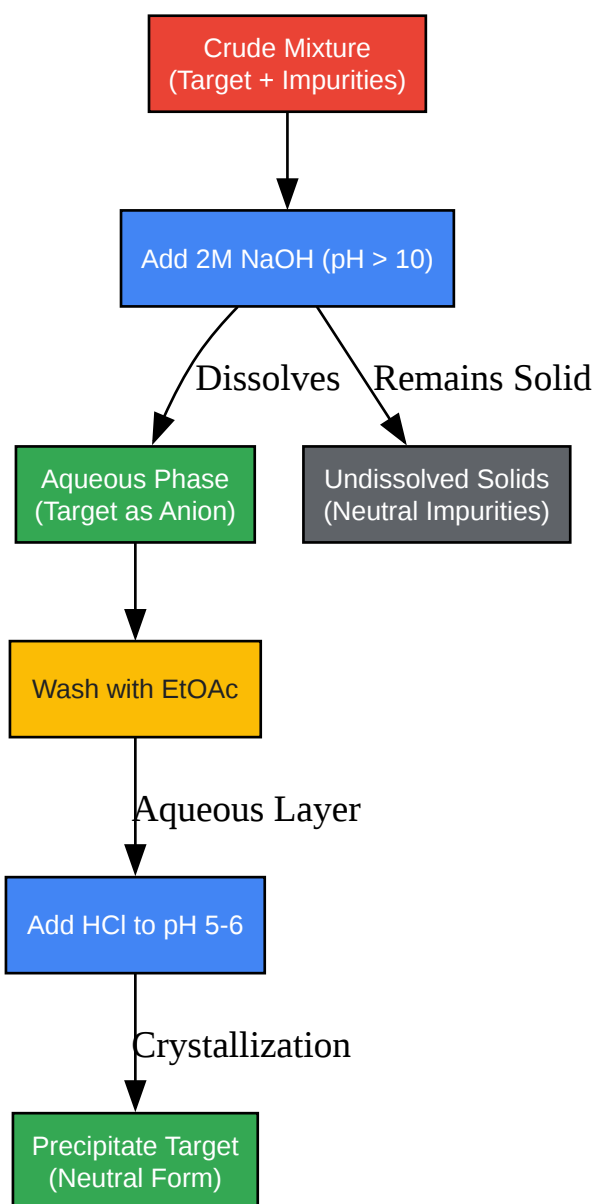 Crude Mixture
(Target + Impurities)
Add 2M NaOH (pH > 10)
Dissolves
Remains Solid
Aqueous Phase
(Target as Anion)
Undissolved Solids
(Neutral Impurities)
Wash with EtOAc
Aqueous Layer
Add HCl to pH 5-6
Crystallization
Precipitate Target
(Neutral Form)